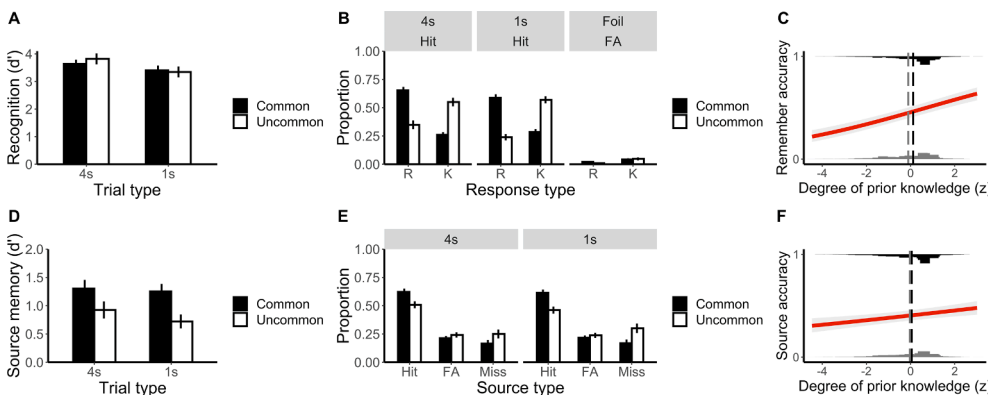 A
Recognition (d')
4
3
2
1
0
4s
1s
Trial type
Common
Uncommon
B
4s
1s
Foil
Hit
Hit
FA
Proportion
1.00
0.75
0.50
0.25
0.00
R K R K R K
Response type
Common
Uncommon
C
Remember accuracy
1
0
-4 -2 0 2
Degree of prior knowledge (z)
D
Source memory (d')
2.0
1.5
1.0
0.5
0.0
4s
1s
Trial type
Common
Uncommon
E
4s
1s
Proportion
1.00
0.75
0.50
0.25
0.00
Hit FA Miss Hit FA Miss
Source type
Common
Uncommon
F
Source accuracy
1
0
-4 -2 0 2
Degree of prior knowledge (z)